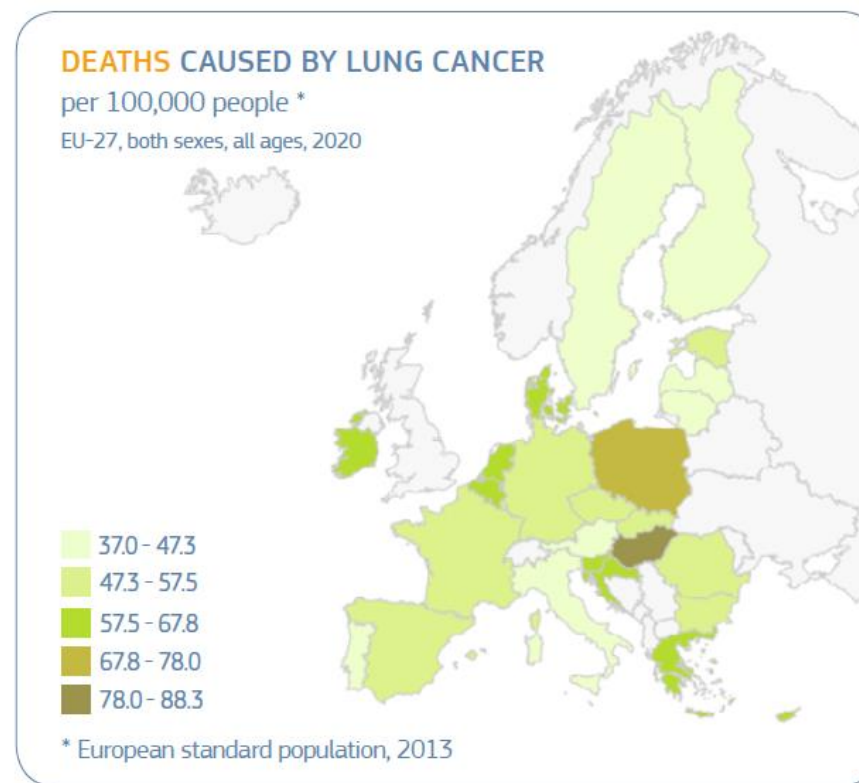 DEATHS CAUSED BY LUNG CANCER
per 100,000 people *
EU-27, both sexes, all ages, 2020
37.0 - 47.3
47.3 - 57.5
57.5 - 67.8
67.8 - 78.0
78.0 - 88.3
* European standard population, 2013